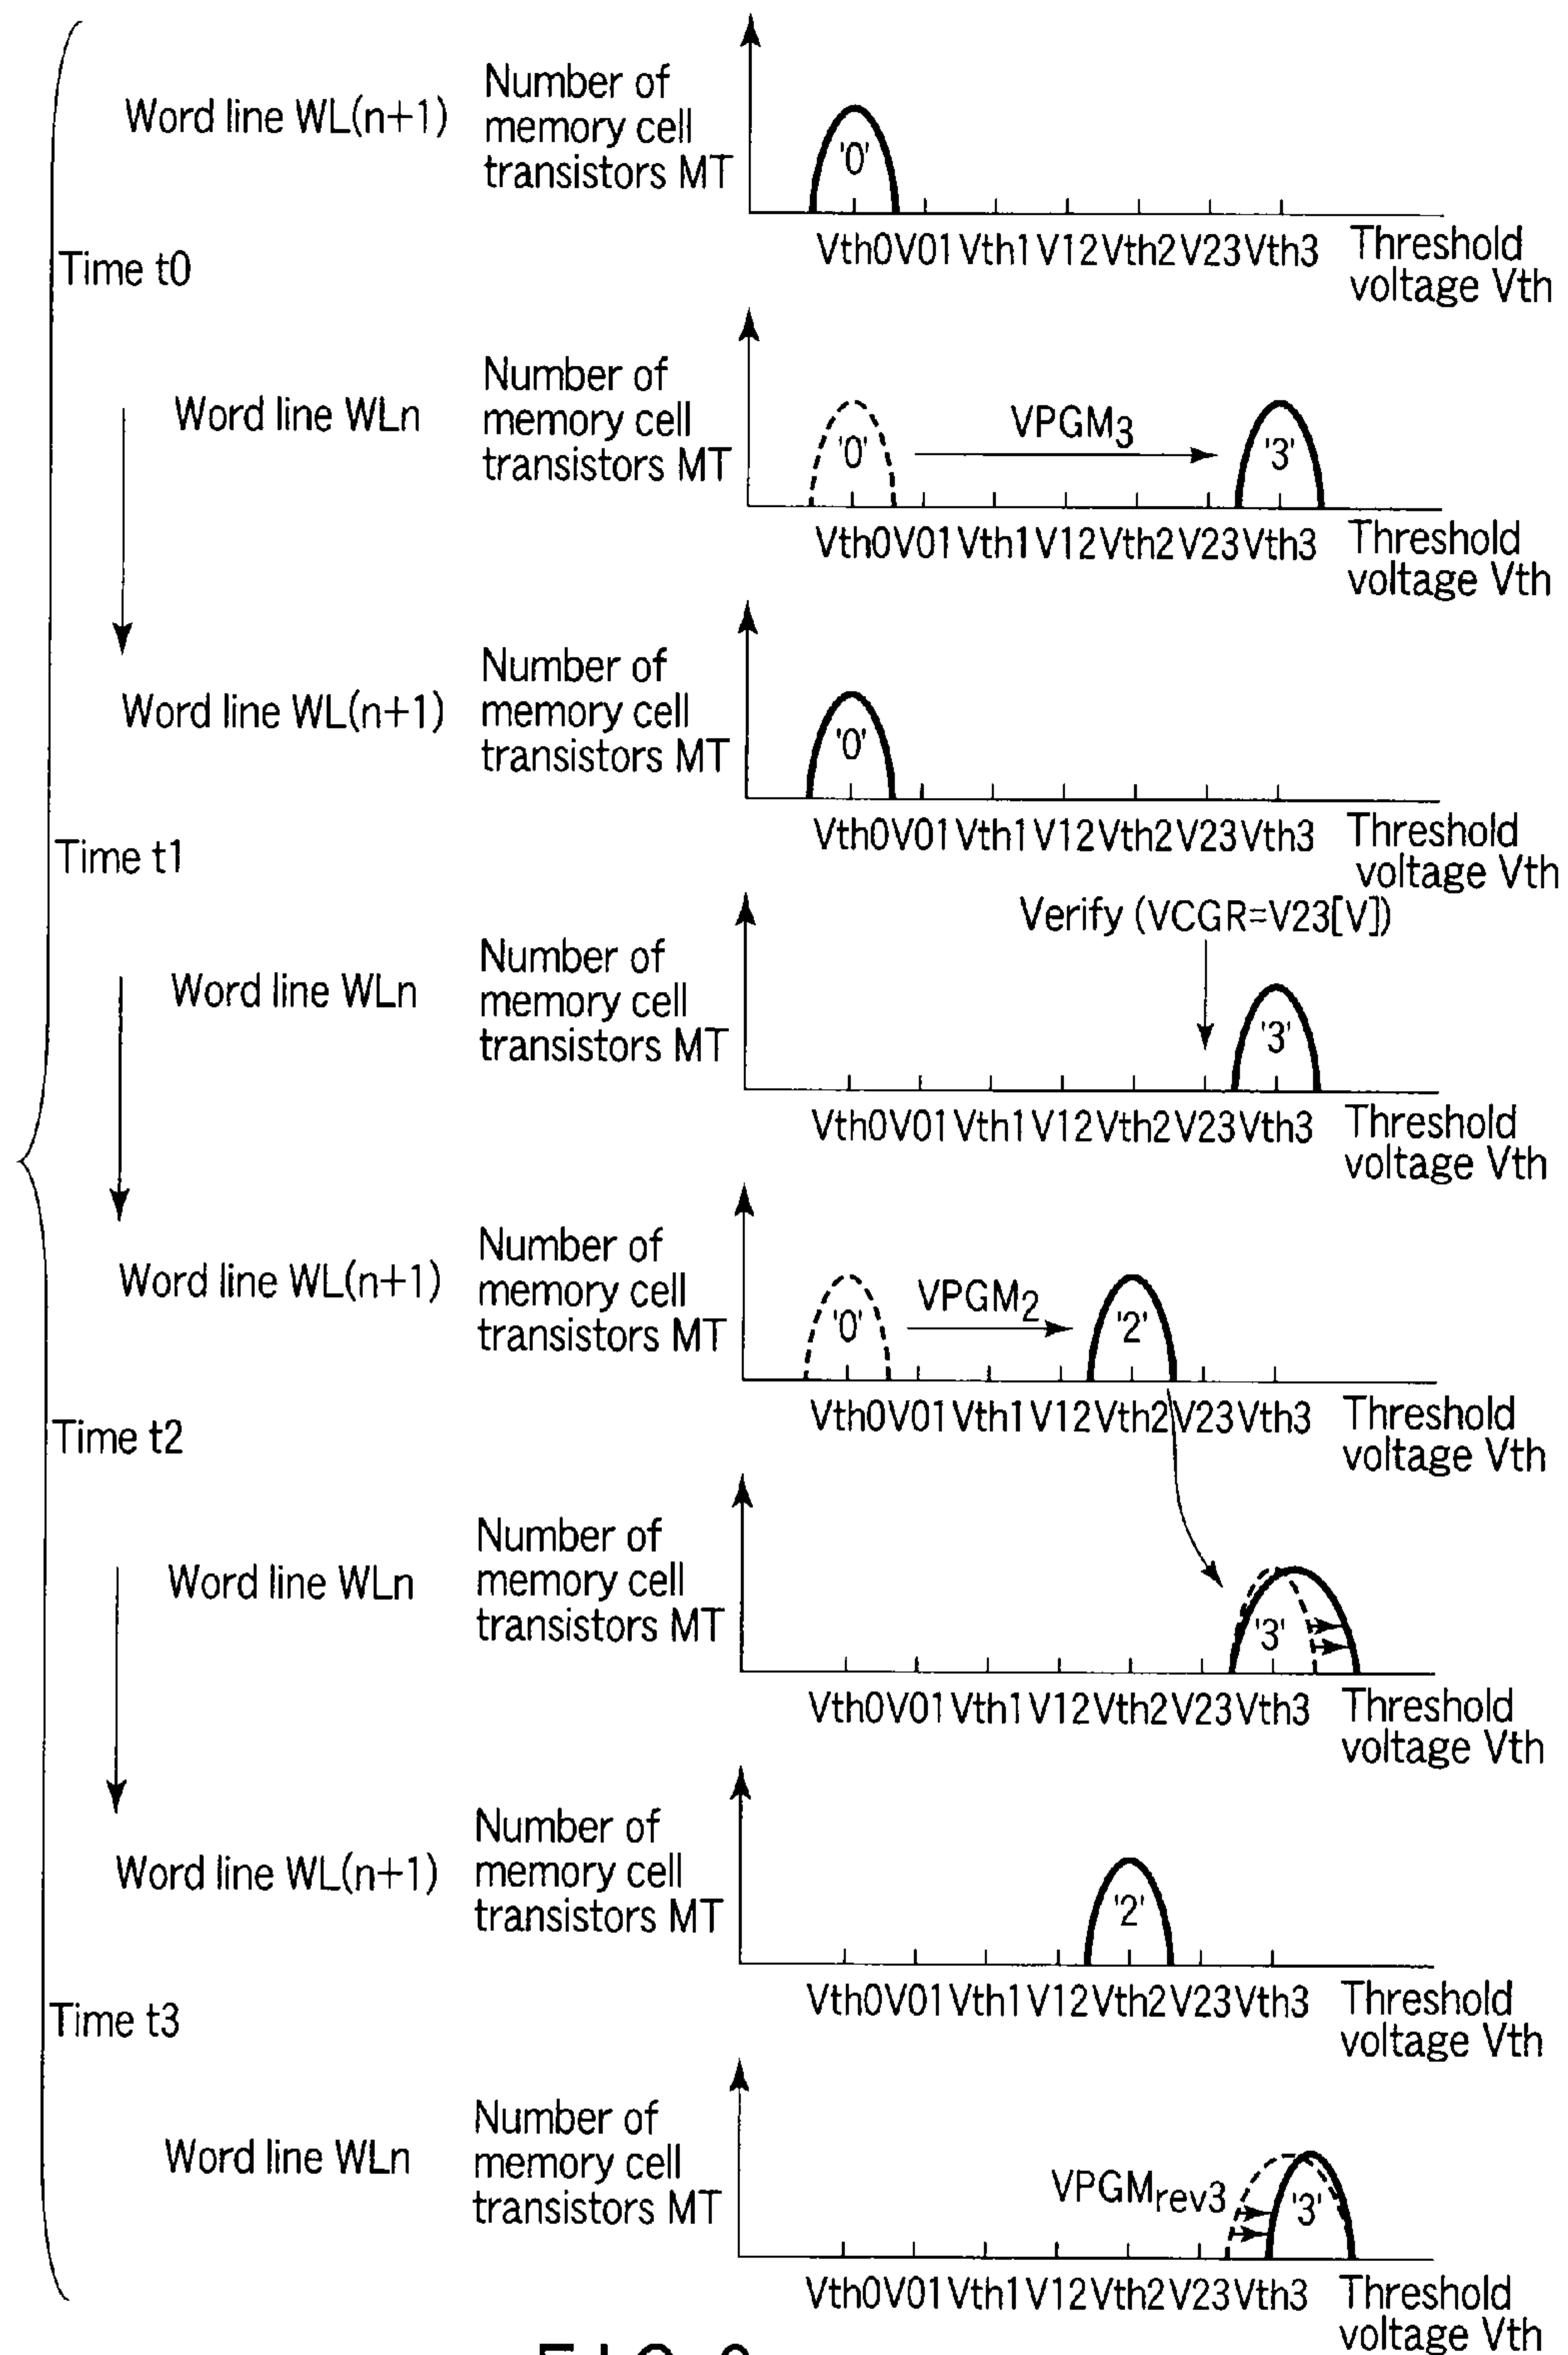 Word line WL(n+1)
Number of
memory cell
transistors MT
'0'
Vth0 V01 Vth1 V12 Vth2 V23 Vth3
Threshold
voltage Vth
Time t0
Word line WLn
Number of
memory cell
transistors MT
'0'
VPGM3
'3'
Vth0 V01 Vth1 V12 Vth2 V23 Vth3
Threshold
voltage Vth
Word line WL(n+1)
Number of
memory cell
transistors MT
'0'
Vth0 V01 Vth1 V12 Vth2 V23 Vth3
Threshold
voltage Vth
Time t1
Verify (VCGR=V23[V])
Word line WLn
Number of
memory cell
transistors MT
'3'
Vth0 V01 Vth1 V12 Vth2 V23 Vth3
Threshold
voltage Vth
Word line WL(n+1)
Number of
memory cell
transistors MT
'0'
VPGM2
'2'
Vth0 V01 Vth1 V12 Vth2 V23 Vth3
Threshold
voltage Vth
Time t2
Word line WLn
Number of
memory cell
transistors MT
'3'
Vth0 V01 Vth1 V12 Vth2 V23 Vth3
Threshold
voltage Vth
Word line WL(n+1)
Number of
memory cell
transistors MT
'2'
Vth0 V01 Vth1 V12 Vth2 V23 Vth3
Threshold
voltage Vth
Time t3
Word line WLn
Number of
memory cell
transistors MT
VPGMrev3
'3'
Vth0 V01 Vth1 V12 Vth2 V23 Vth3
Threshold
voltage Vth